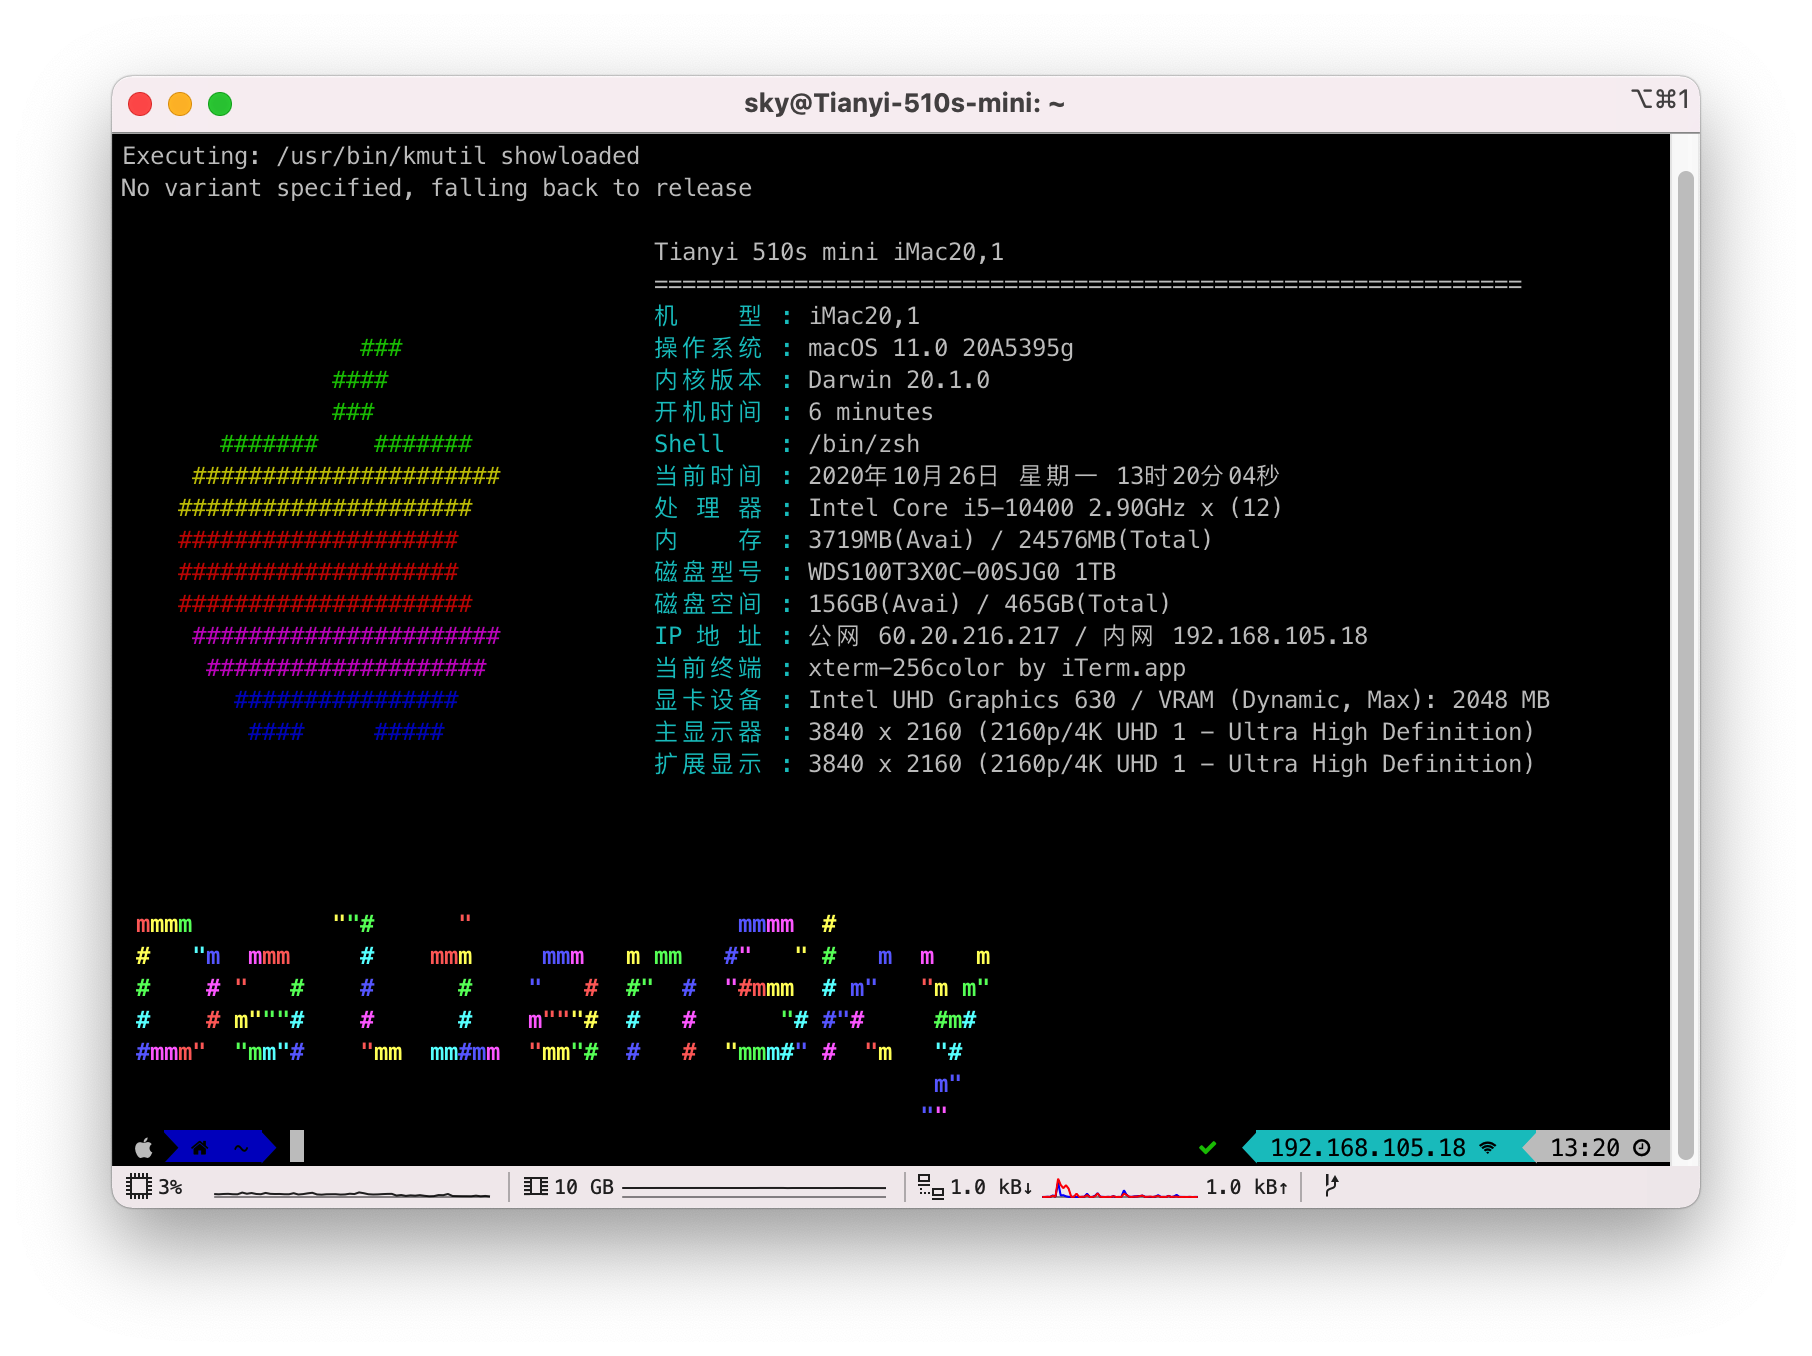 sky@Tianyi-510s-mini: ~
⌥⌘1
Executing: /usr/bin/kmutil showloaded
No variant specified, falling back to release
Tianyi 510s mini iMac20,1
==============================================================
机　　型 : iMac20,1
操作系统 : macOS 11.0 20A5395g
内核版本 : Darwin 20.1.0
开机时间 : 6 minutes
Shell : /bin/zsh
当前时间 : 2020年10月26日 星期一 13时20分04秒
处 理 器 : Intel Core i5-10400 2.90GHz x (12)
内　　存 : 3719MB(Avai) / 24576MB(Total)
磁盘型号 : WDS100T3X0C-00SJG0 1TB
磁盘空间 : 156GB(Avai) / 465GB(Total)
IP 地 址 : 公网 60.20.216.217 / 内网 192.168.105.18
当前终端 : xterm-256color by iTerm.app
显卡设备 : Intel UHD Graphics 630 / VRAM (Dynamic, Max): 2048 MB
主显示器 : 3840 x 2160 (2160p/4K UHD 1 - Ultra High Definition)
扩展显示 : 3840 x 2160 (2160p/4K UHD 1 - Ultra High Definition)
DalianSky
~
192.168.105.18
13:20
3%
10 GB
1.0 kB↓
1.0 kB↑